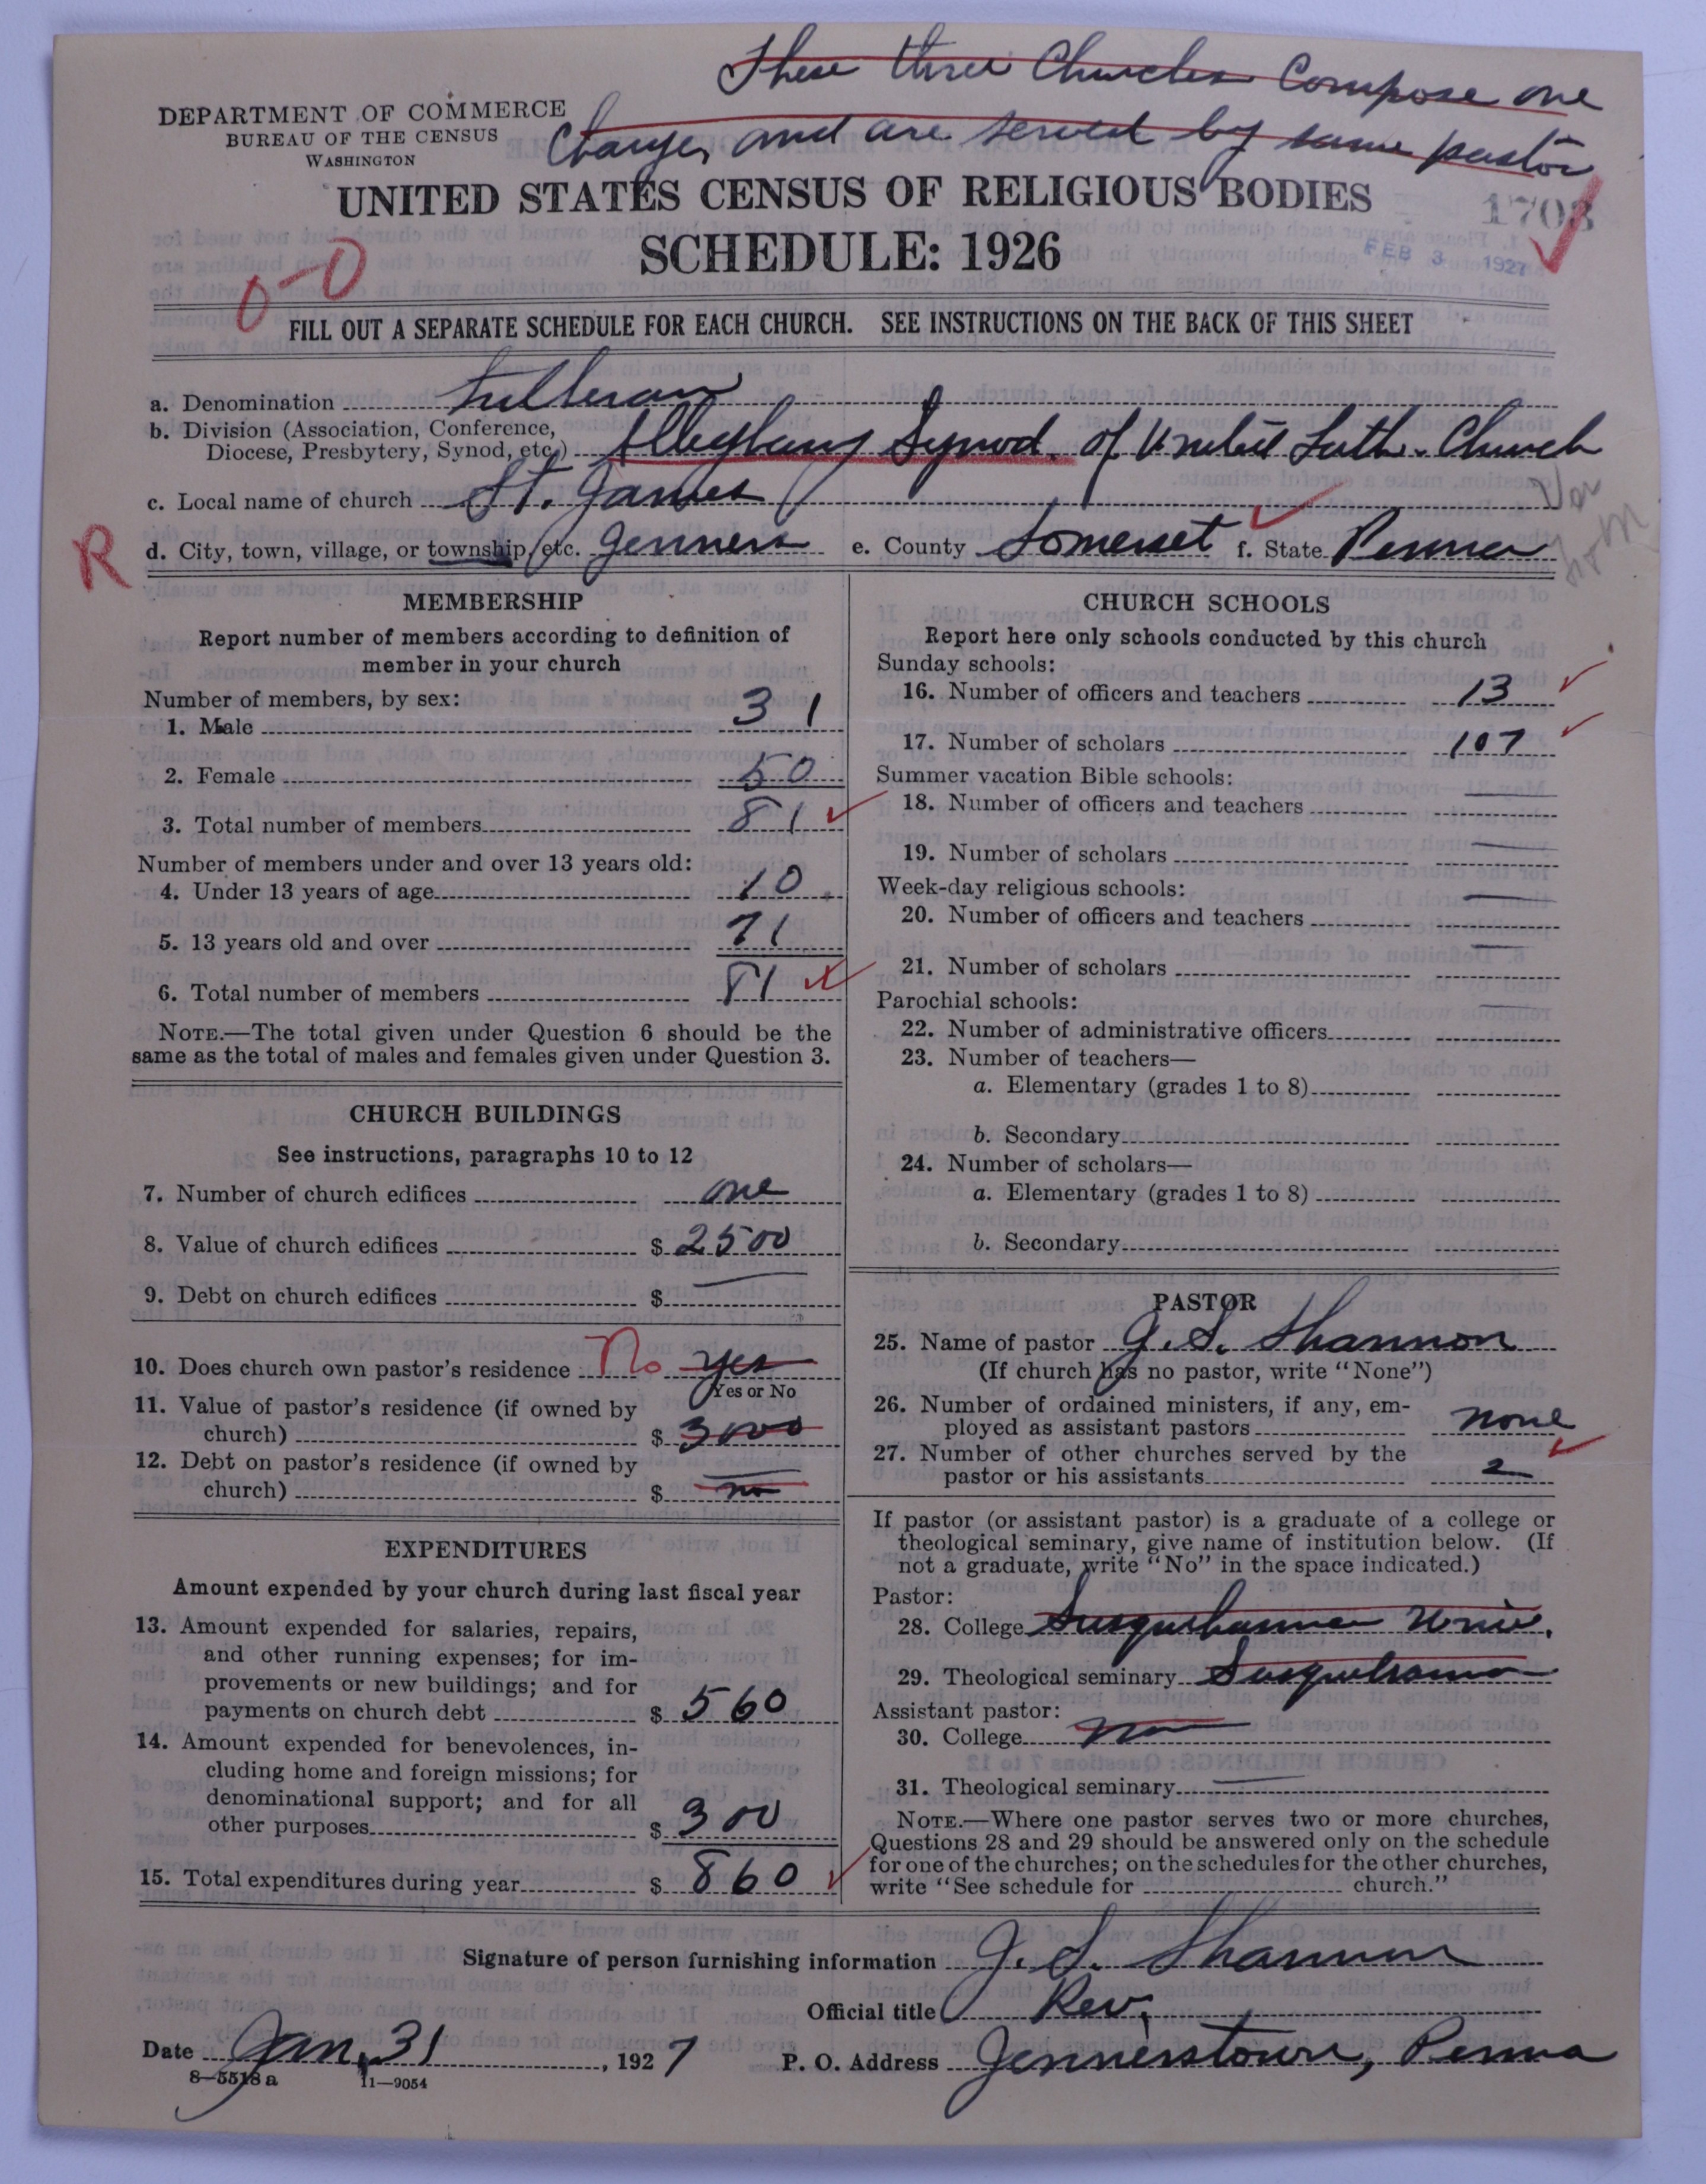 These three Churches Compose one
Charge, and are served by same pastor
DEPARTMENT OF COMMERCE
BUREAU OF THE CENSUS
WASHINGTON
UNITED STATES CENSUS OF RELIGIOUS BODIES
1703
SCHEDULE: 1926
FEB 3 1927
0-0
FILL OUT A SEPARATE SCHEDULE FOR EACH CHURCH. SEE INSTRUCTIONS ON THE BACK OF THIS SHEET
a. Denomination Lutheran
b. Division (Association, Conference,
Diocese, Presbytery, Synod, etc.) Alleghany Synod. of United Luth. Church
c. Local name of church St. James
R
d. City, town, village, or township, etc. Jenners e. County Somerset f. State Penna
MEMBERSHIP
Report number of members according to definition of
member in your church
Number of members, by sex:
1. Male 31
2. Female 50
3. Total number of members 81
Number of members under and over 13 years old:
4. Under 13 years of age 10
5. 13 years old and over 71
6. Total number of members 81
NOTE.—The total given under Question 6 should be the
same as the total of males and females given under Question 3.
CHURCH BUILDINGS
See instructions, paragraphs 10 to 12
7. Number of church edifices one
8. Value of church edifices $ 2500
9. Debt on church edifices $ —
10. Does church own pastor's residence No yes
Yes or No
11. Value of pastor's residence (if owned by
church) $ 3000
12. Debt on pastor's residence (if owned by
church) $ no
EXPENDITURES
Amount expended by your church during last fiscal year
13. Amount expended for salaries, repairs,
and other running expenses; for im-
provements or new buildings; and for
payments on church debt $ 560
14. Amount expended for benevolences, in-
cluding home and foreign missions; for
denominational support; and for all
other purposes $ 300
15. Total expenditures during year $ 860
CHURCH SCHOOLS
Report here only schools conducted by this church
Sunday schools:
16. Number of officers and teachers 13
17. Number of scholars 107
Summer vacation Bible schools:
18. Number of officers and teachers —
19. Number of scholars —
Week-day religious schools:
20. Number of officers and teachers —
21. Number of scholars —
Parochial schools:
22. Number of administrative officers —
23. Number of teachers—
a. Elementary (grades 1 to 8)
b. Secondary
24. Number of scholars—
a. Elementary (grades 1 to 8)
b. Secondary
PASTOR
25. Name of pastor J. S. Shannon
(If church has no pastor, write "None")
26. Number of ordained ministers, if any, em-
ployed as assistant pastors none
27. Number of other churches served by the
pastor or his assistants 2
If pastor (or assistant pastor) is a graduate of a college or
theological seminary, give name of institution below. (If
not a graduate, write "No" in the space indicated.)
Pastor:
28. College Susquehanna Univ.
29. Theological seminary Susquehanna
Assistant pastor:
30. College no
31. Theological seminary —
NOTE.—Where one pastor serves two or more churches,
Questions 28 and 29 should be answered only on the schedule
for one of the churches; on the schedules for the other churches,
write "See schedule for church."
Signature of person furnishing information J. S. Shannon
Official title Rev.
Date Jan. 31, 1927 P. O. Address Jennerstown, Penna
8—5518a 11—9054